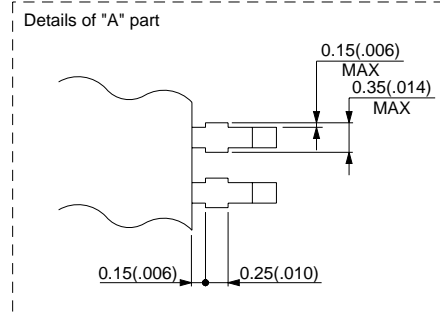 Details of "A" part
0.15(.006)
MAX
0.35(.014)
MAX
0.15(.006)
0.25(.010)